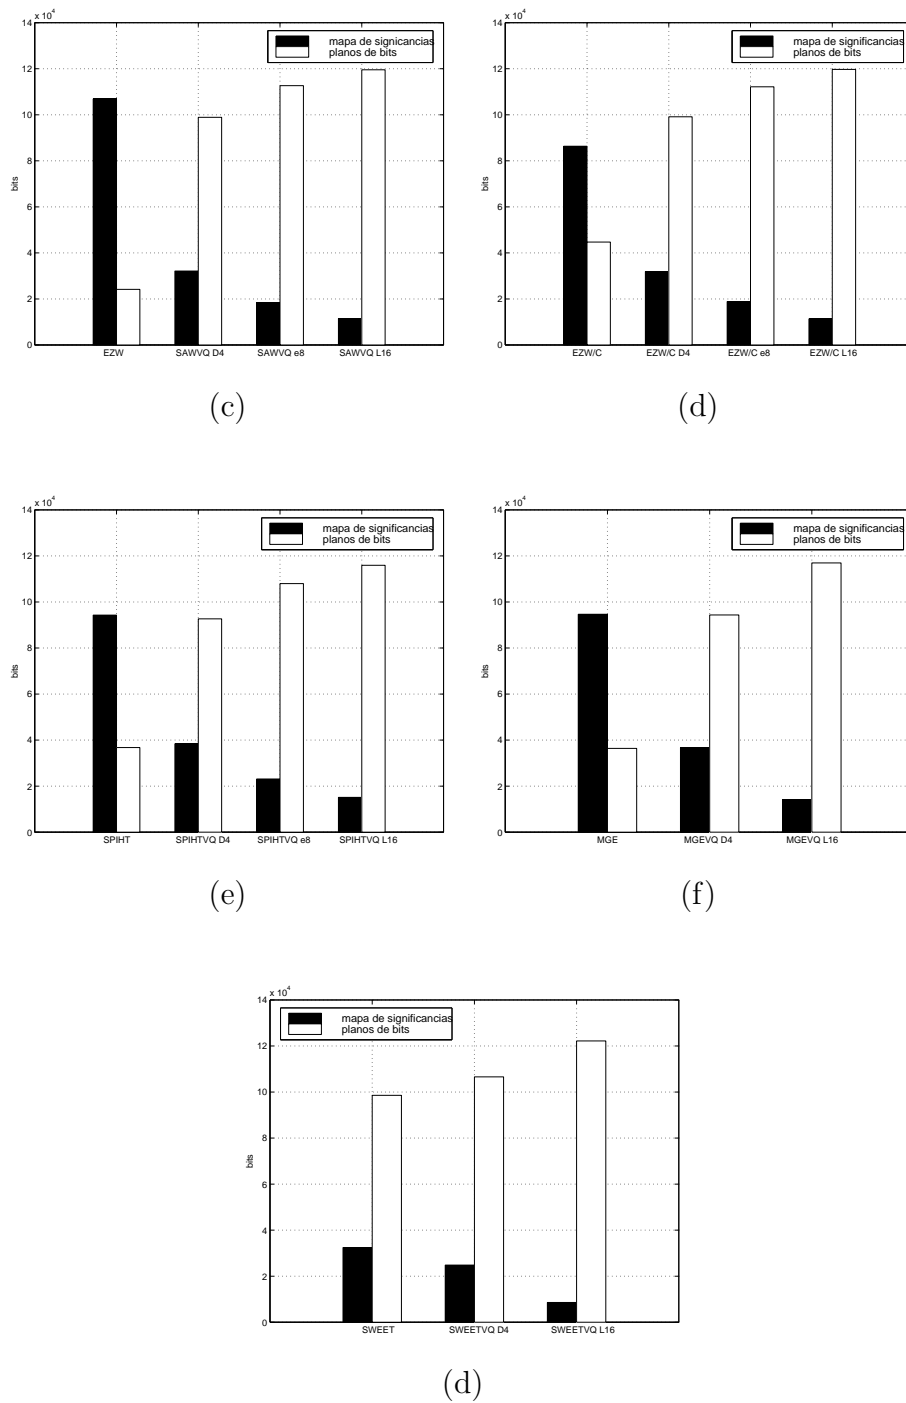 x 10^4
14
12
10
8
6
4
2
0
bits
mapa de significancias
planos de bits
EZW SAWVQ D4 SAWVQ e8 SAWVQ L16
(c)
x 10^4
14
12
10
8
6
4
2
0
bits
mapa de significancias
planos de bits
EZW/C EZW/C D4 EZW/C e8 EZW/C L16
(d)
x 10^4
14
12
10
8
6
4
2
0
bits
mapa de significancias
planos de bits
SPIHT SPIHTVQ D4 SPIHTVQ e8 SPIHTVQ L16
(e)
x 10^4
14
12
10
8
6
4
2
0
bits
mapa de significancias
planos de bits
MGE MGEVQ D4 MGEVQ L16
(f)
x 10^4
14
12
10
8
6
4
2
0
bits
mapa de significancias
planos de bits
SWEET SWEETVQ D4 SWEETVQ L16
(d)